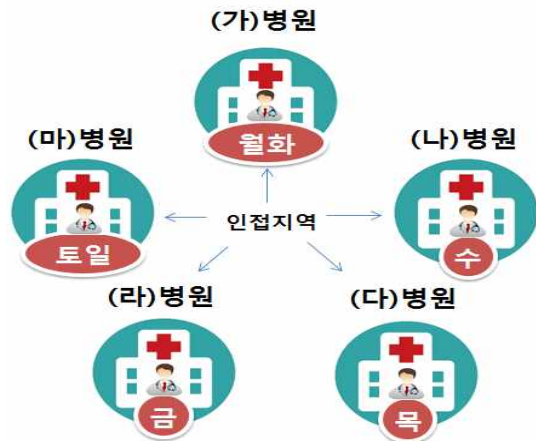 (가)병원
월화
(마)병원
(나)병원
토일
인접지역
수
(라)병원
(다)병원
금
목